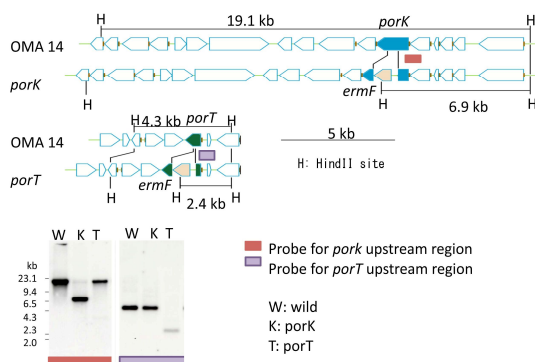 H 19.1 kb porK H
OMA 14
porK
ermF
H H H
6.9 kb
H 4.3 kb porT H
OMA 14
5 kb
H: HindII site
porT
ermF
H H H
2.4 kb
W K T W K T
kb
23.1
9.4
6.5
4.3
2.3
2.0
Probe for pork upstream region
Probe for porT upstream region
W: wild
K: porK
T: porT